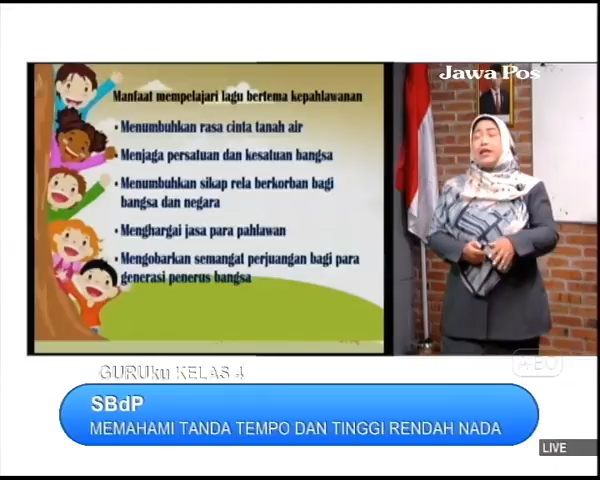 Jawa Pos
Manfaat mempelajari lagu bertema kepahlawanan
• Menumbuhkan rasa cinta tanah air
• Menjaga persatuan dan kesatuan bangsa
• Menumbuhkan sikap rela berkorban bagi
bangsa dan negara
• Menghargai jasa para pahlawan
• Mengobarkan semangat perjuangan bagi para
generasi penerus bangsa
GURUku KELAS 4
SBdP
MEMAHAMI TANDA TEMPO DAN TINGGI RENDAH NADA
LIVE